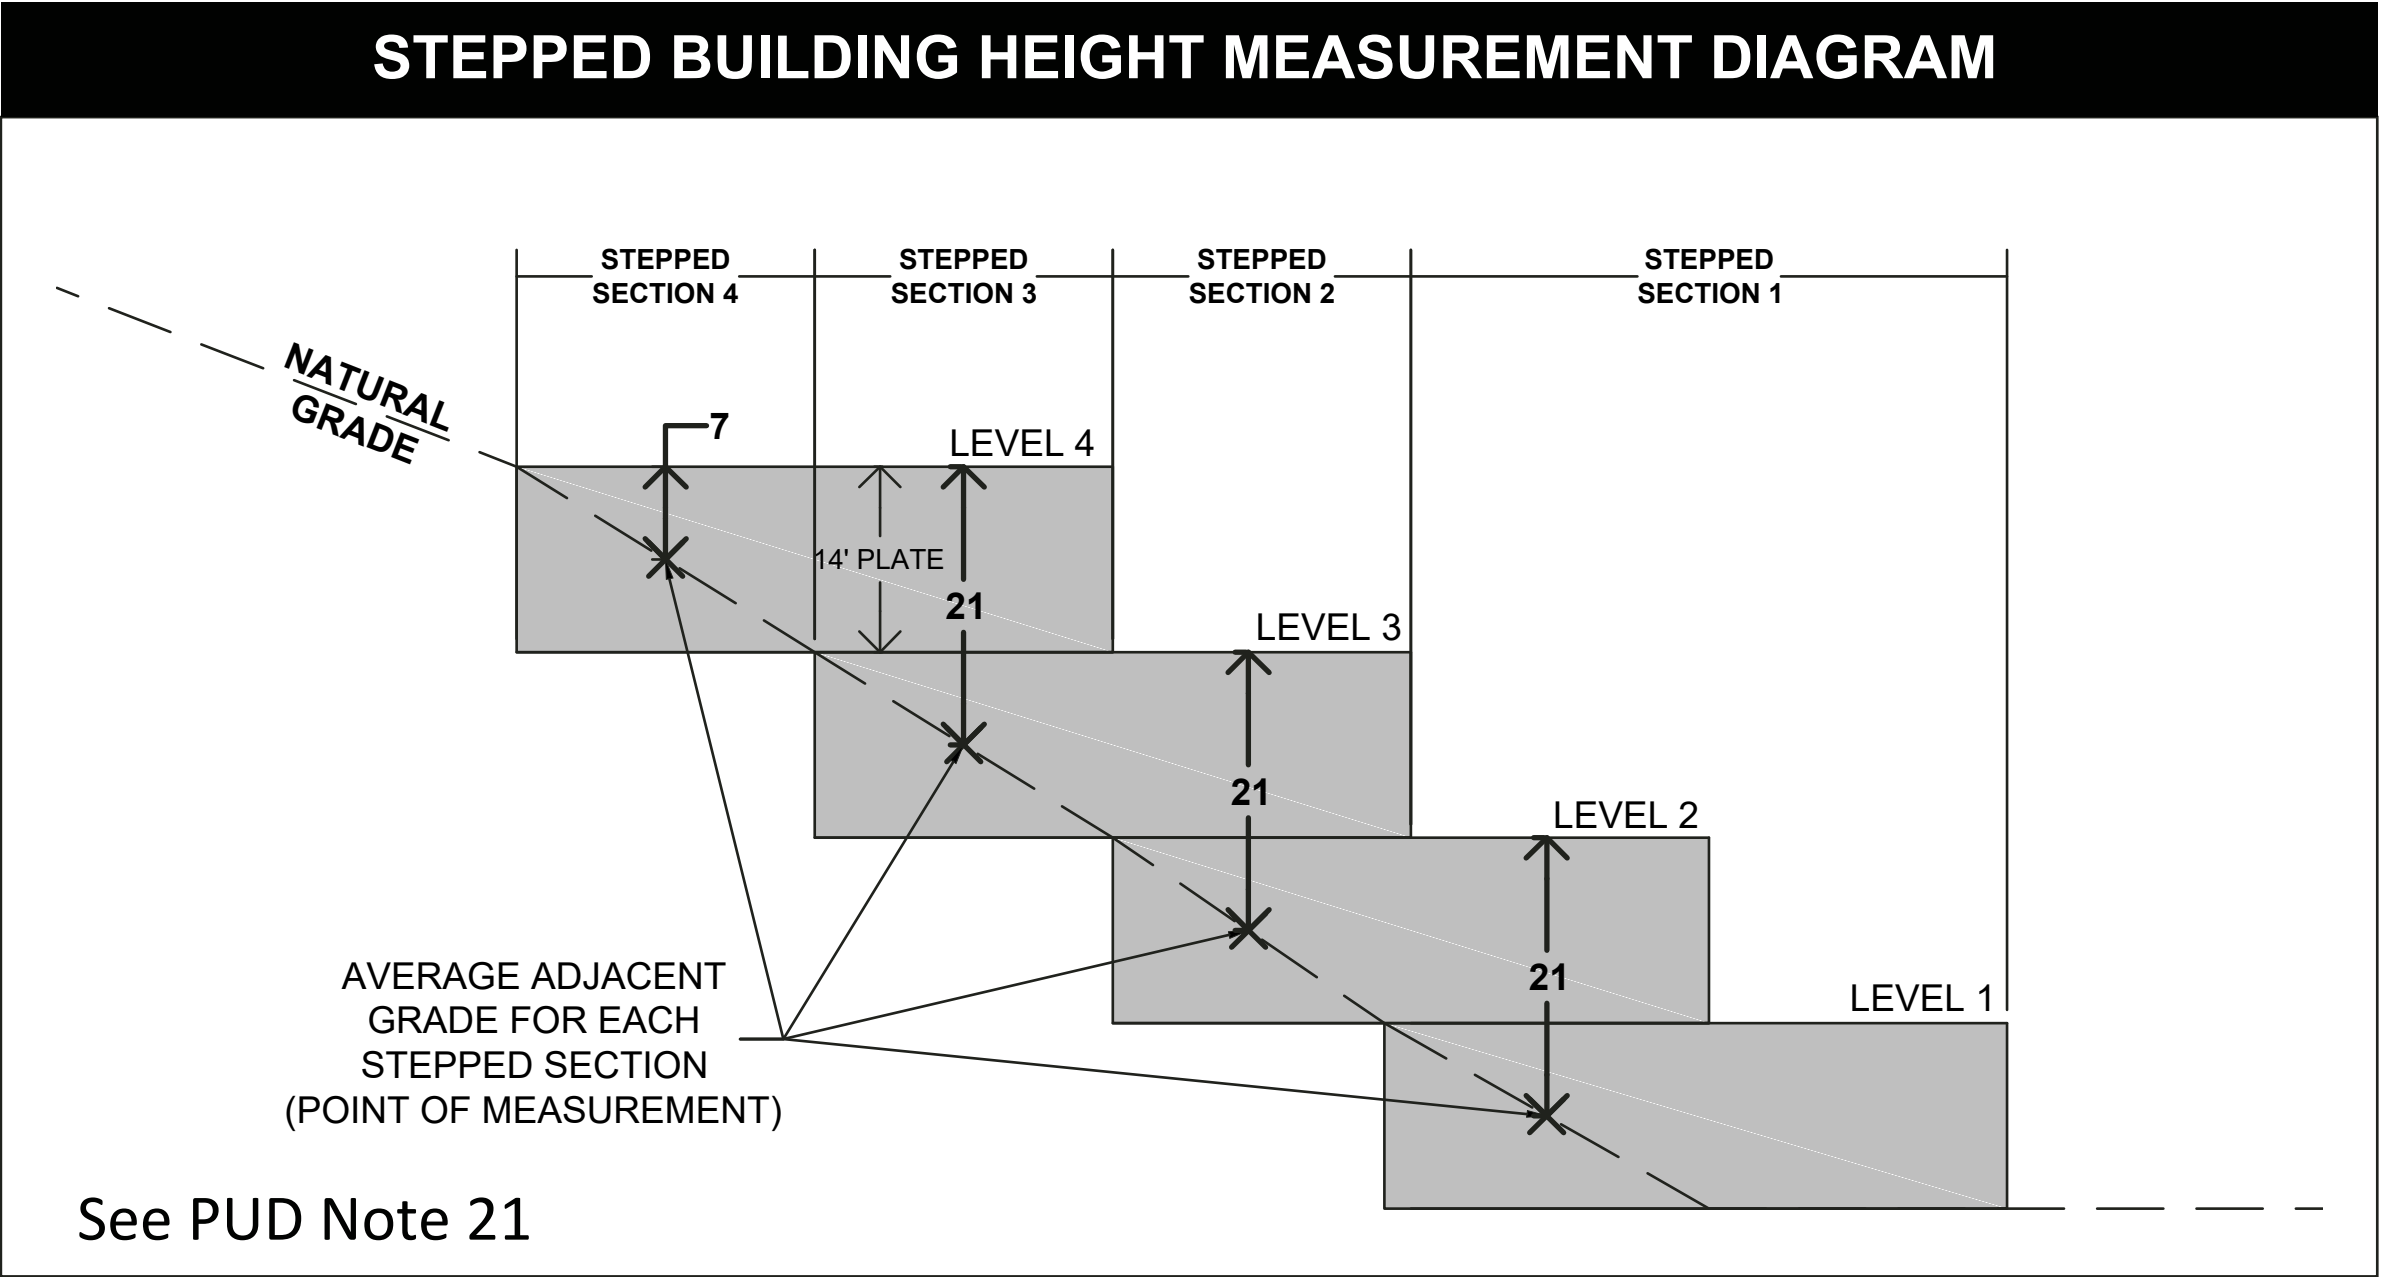 STEPPED BUILDING HEIGHT MEASUREMENT DIAGRAM
STEPPED
SECTION 4
STEPPED
SECTION 3
STEPPED
SECTION 2
STEPPED
SECTION 1
NATURAL
GRADE
7
LEVEL 4
14' PLATE
21
LEVEL 3
21
LEVEL 2
21
LEVEL 1
AVERAGE ADJACENT
GRADE FOR EACH
STEPPED SECTION
(POINT OF MEASUREMENT)
See PUD Note 21